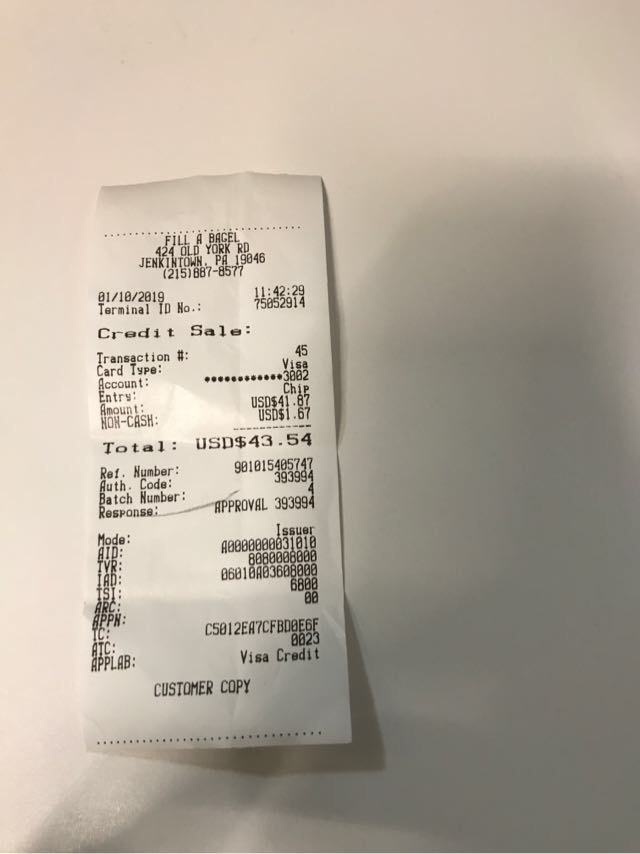 FILL A BAGEL
424 OLD YORK RD
JENKINTOWN, PA 19046
(215)887-8577
01/10/2019 11:42:29
Terminal ID No.: 75052914
Credit Sale:
Transaction #: 45
Card Type: Visa
Account: ************3002
Entry: Chip
Amount: USD$41.87
NON-CASH: USD$1.67
Total: USD$43.54
Ref. Number: 901015405747
Auth. Code: 393994
Batch Number: 4
Response: APPROVAL 393994
Mode: Issuer
AID: A0000000031010
TVR: 8080008000
IAD: 06010A03608000
TSI: 6800
ARC: 00
APPN:
TC: C5012EA7CFBD0E6F
ATC: 0023
APPLAB: Visa Credit
CUSTOMER COPY